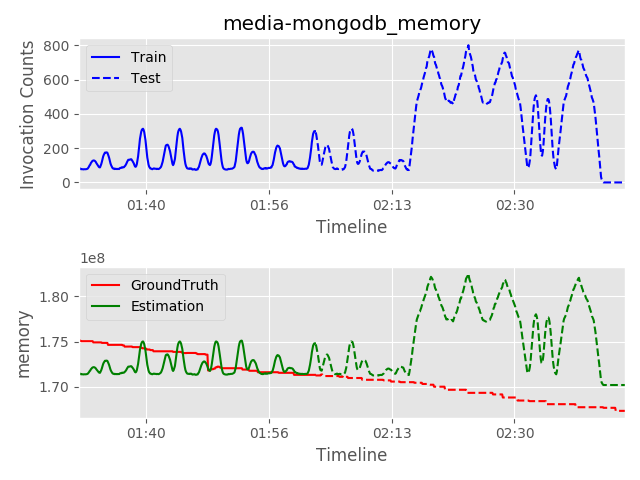 media-mongodb_memory
800
600
400
200
0
Invocation Counts
Train
Test
01:40
01:56
02:13
02:30
Timeline
1e8
1.80
1.75
1.70
memory
GroundTruth
Estimation
01:40
01:56
02:13
02:30
Timeline